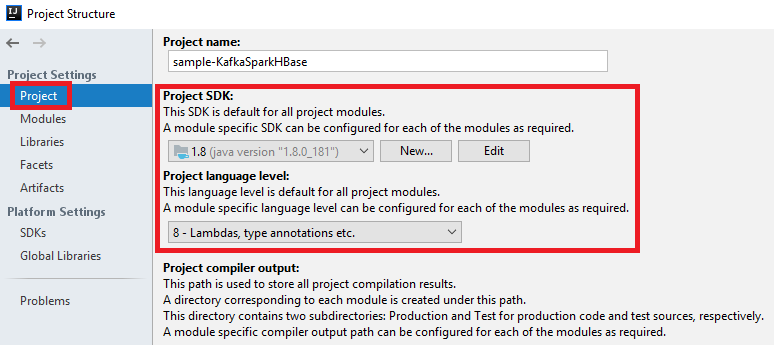 IJ Project Structure
Project Settings
Project
Modules
Libraries
Facets
Artifacts
Platform Settings
SDKs
Global Libraries
Problems
Project name:
sample-KafkaSparkHBase
Project SDK:
This SDK is default for all project modules.
A module specific SDK can be configured for each of the modules as required.
1.8 (java version "1.8.0_181") New... Edit
Project language level:
This language level is default for all project modules.
A module specific language level can be configured for each of the modules as required.
8 - Lambdas, type annotations etc.
Project compiler output:
This path is used to store all project compilation results.
A directory corresponding to each module is created under this path.
This directory contains two subdirectories: Production and Test for production code and test sources, respectively.
A module specific compiler output path can be configured for each of the modules as required.